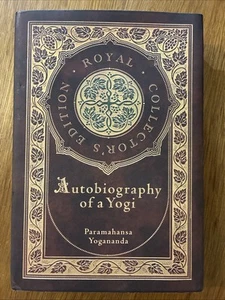 · ROYAL ·
COLLECTOR'S EDITION
Autobiography
of a Yogi
Paramahansa
Yogananda